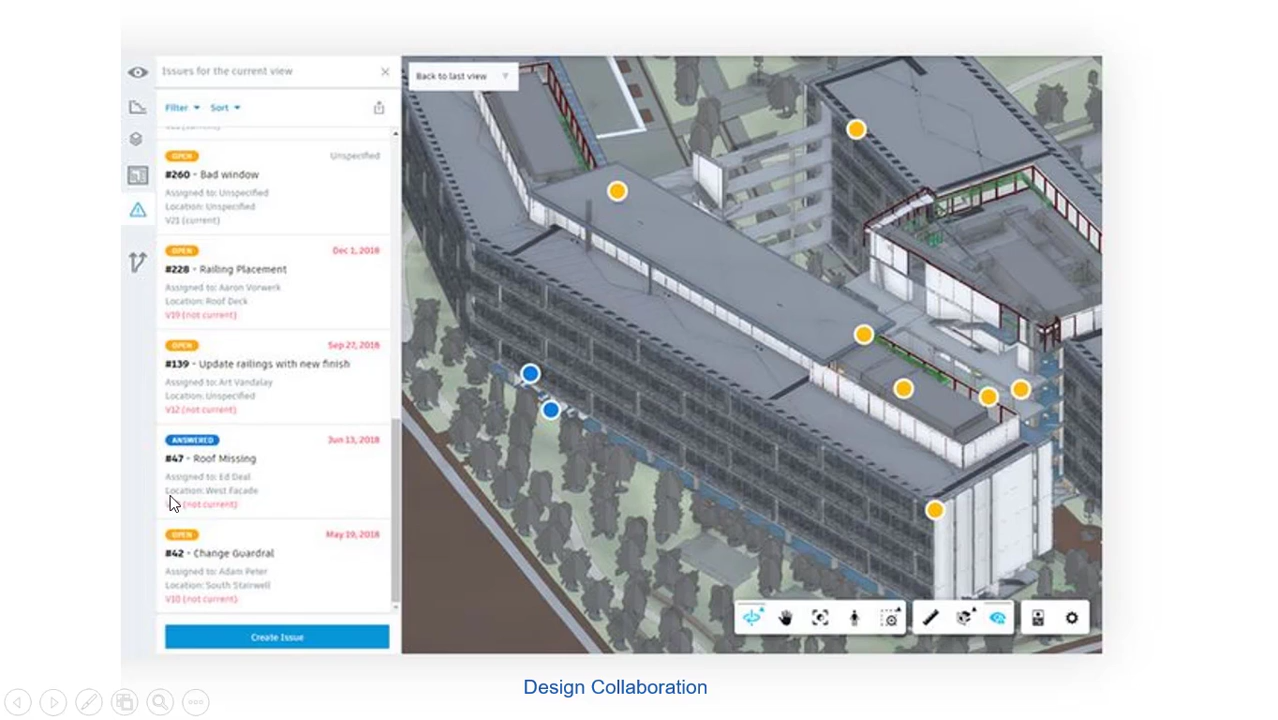 Issues for the current view
Back to last view
Filter Sort
OPEN Unspecified
#260 - Bad window
Assigned to: Unspecified
Location: Unspecified
V21 (current)
OPEN Dec 1, 2018
#228 - Railing Placement
Assigned to: Aaron Vorwerk
Location: Roof Deck
V19 (not current)
OPEN Sep 27, 2018
#139 - Update railings with new finish
Assigned to: Art Vandalay
Location: Unspecified
V12 (not current)
ANSWERED Jun 13, 2018
#47 - Roof Missing
Assigned to: Ed Deal
Location: West Facade
(not current)
OPEN May 19, 2018
#42 - Change Guardral
Assigned to: Adam Peter
Location: South Stairwell
V10 (not current)
Create Issue
Design Collaboration